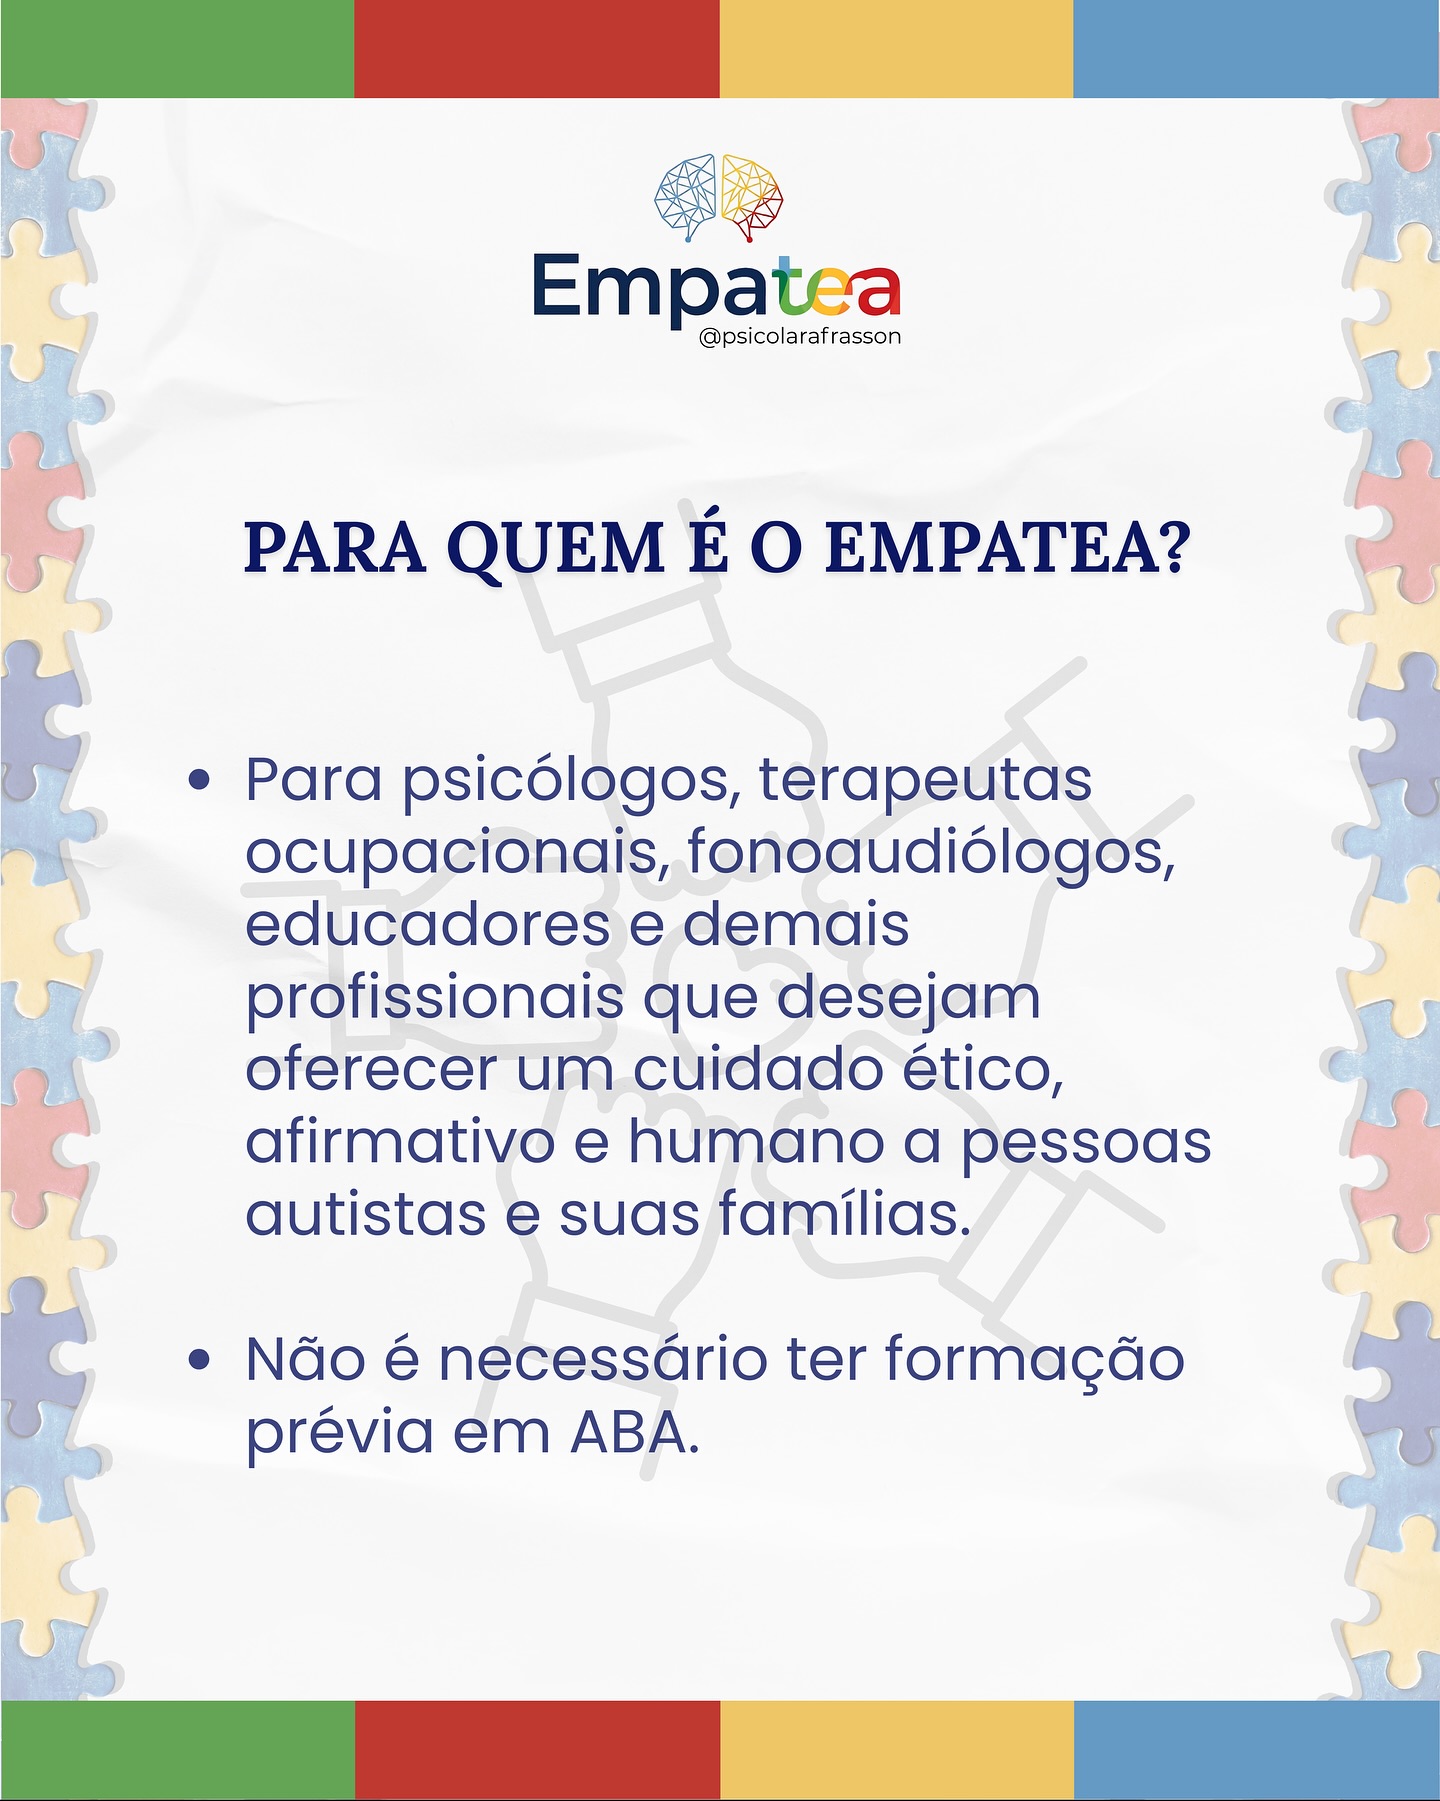 Empatea
@psicolarafrasson
PARA QUEM É O EMPATEA?
• Para psicólogos, terapeutas
ocupacionais, fonoaudiólogos,
educadores e demais
profissionais que desejam
oferecer um cuidado ético,
afirmativo e humano a pessoas
autistas e suas famílias.
• Não é necessário ter formação
prévia em ABA.